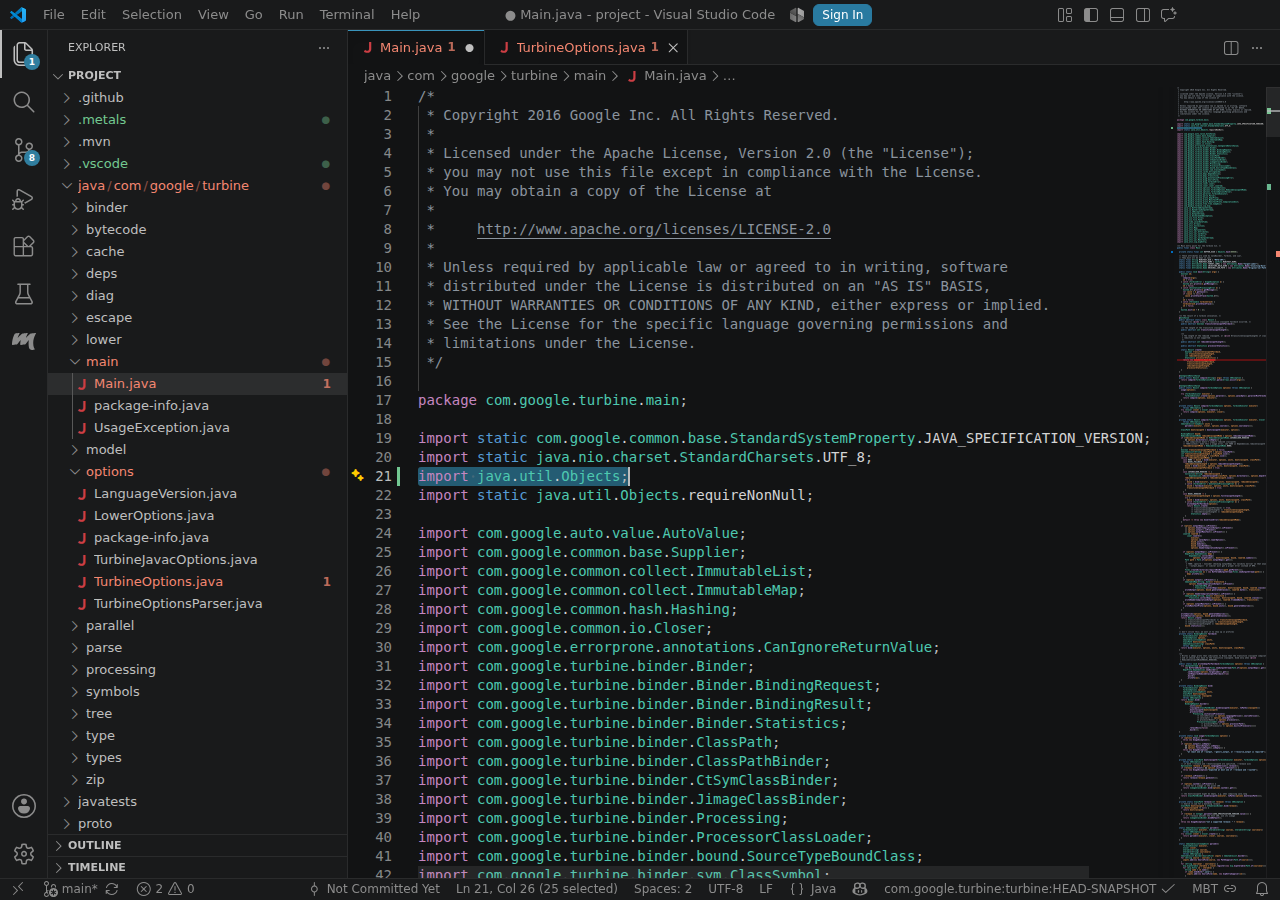 File Edit Selection View Go Run Terminal Help
● Main.java - project - Visual Studio Code
Sign In
EXPLORER
PROJECT
.github
.metals
.mvn
.vscode
java/com/google/turbine
binder
bytecode
cache
deps
diag
escape
lower
main
Main.java 1
package-info.java
UsageException.java
model
options
LanguageVersion.java
LowerOptions.java
package-info.java
TurbineJavacOptions.java
TurbineOptions.java 1
TurbineOptionsParser.java
parallel
parse
processing
symbols
tree
type
types
zip
javatests
proto
OUTLINE
TIMELINE
1
8
Main.java 1 ●
TurbineOptions.java 1
java > com > google > turbine > main > Main.java > ...
1 /*
2 * Copyright 2016 Google Inc. All Rights Reserved.
3 *
4 * Licensed under the Apache License, Version 2.0 (the "License");
5 * you may not use this file except in compliance with the License.
6 * You may obtain a copy of the License at
7 *
8 * http://www.apache.org/licenses/LICENSE-2.0
9 *
10 * Unless required by applicable law or agreed to in writing, software
11 * distributed under the License is distributed on an "AS IS" BASIS,
12 * WITHOUT WARRANTIES OR CONDITIONS OF ANY KIND, either express or implied.
13 * See the License for the specific language governing permissions and
14 * limitations under the License.
15 */
16
17 package com.google.turbine.main;
18
19 import static com.google.common.base.StandardSystemProperty.JAVA_SPECIFICATION_VERSION;
20 import static java.nio.charset.StandardCharsets.UTF_8;
21 import java.util.Objects;
22 import static java.util.Objects.requireNonNull;
23
24 import com.google.auto.value.AutoValue;
25 import com.google.common.base.Supplier;
26 import com.google.common.collect.ImmutableList;
27 import com.google.common.collect.ImmutableMap;
28 import com.google.common.hash.Hashing;
29 import com.google.common.io.Closer;
30 import com.google.errorprone.annotations.CanIgnoreReturnValue;
31 import com.google.turbine.binder.Binder;
32 import com.google.turbine.binder.Binder.BindingRequest;
33 import com.google.turbine.binder.Binder.BindingResult;
34 import com.google.turbine.binder.Binder.Statistics;
35 import com.google.turbine.binder.ClassPath;
36 import com.google.turbine.binder.ClassPathBinder;
37 import com.google.turbine.binder.CtSymClassBinder;
38 import com.google.turbine.binder.JimageClassBinder;
39 import com.google.turbine.binder.Processing;
40 import com.google.turbine.binder.ProcessorClassLoader;
41 import com.google.turbine.binder.bound.SourceTypeBoundClass;
42 import com.google.turbine.binder.sym.ClassSymbol;
main* 2 0 Not Committed Yet Ln 21, Col 26 (25 selected) Spaces: 2 UTF-8 LF { } Java com.google.turbine:turbine:HEAD-SNAPSHOT MBT